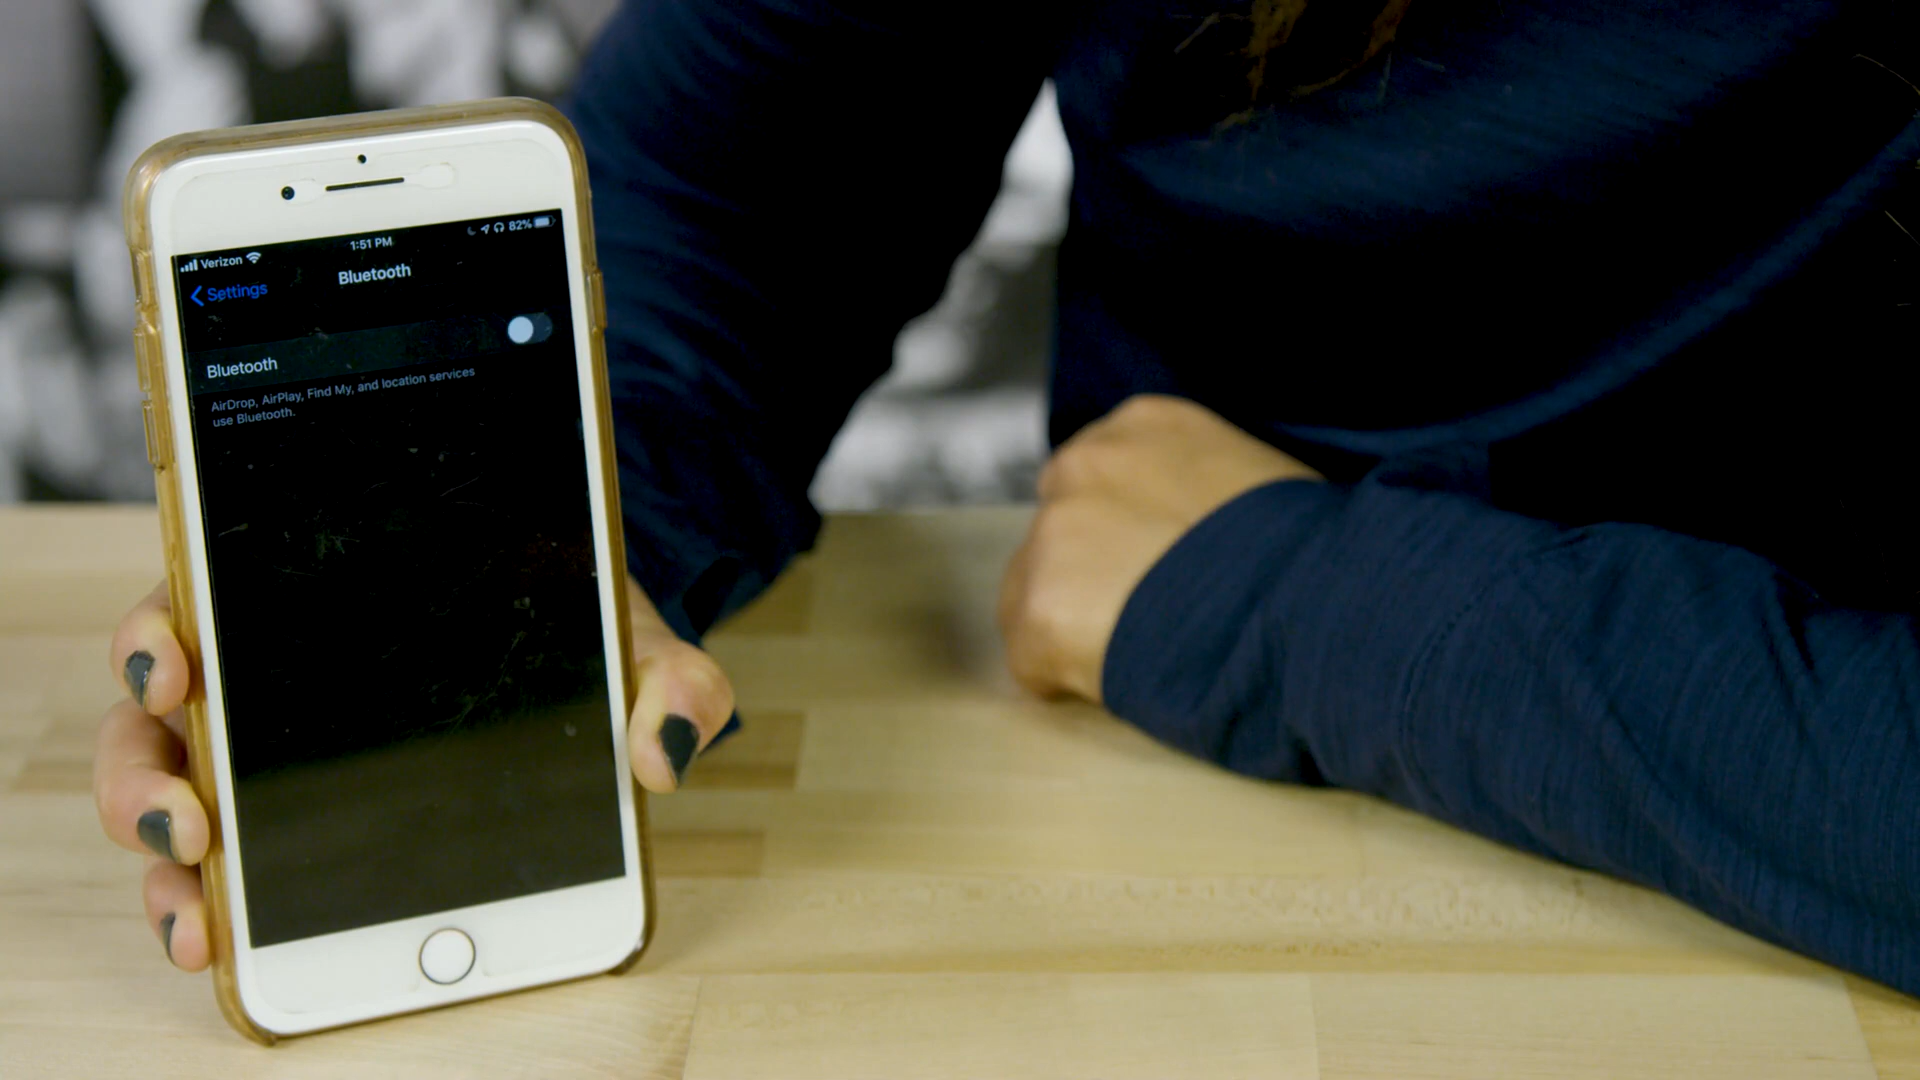 Verizon 1:51 PM 82%
Settings Bluetooth
Bluetooth
AirDrop, AirPlay, Find My, and location services
use Bluetooth.